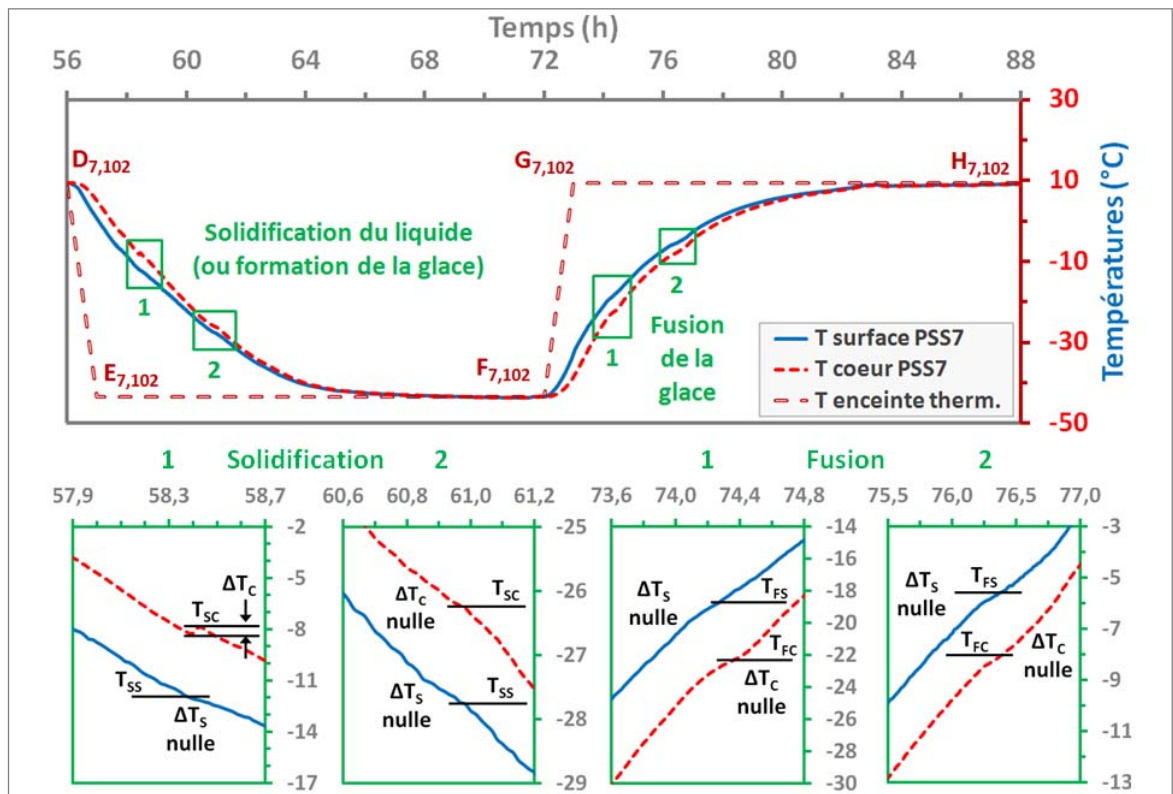 Temps (h)
56 60 64 68 72 76 80 84 88
30
10
-10
-30
-50
Températures (°C)
D7,102
G7,102
H7,102
Solidification du liquide
(ou formation de la glace)
1
2
2
1
Fusion
de la
glace
E7,102
F7,102
T surface PSS7
T coeur PSS7
T enceinte therm.
1 Solidification 2
1 Fusion 2
57,9 58,3 58,7
-2
-5
-8
-11
-14
-17
ΔTC
TSC
TSS
ΔTS
nulle
60,6 60,8 61,0 61,2
-25
-26
-27
-28
-29
TSC
ΔTC
nulle
TSS
ΔTS
nulle
73,6 74,0 74,4 74,8
-14
-16
-18
-20
-22
-24
-26
-28
-30
ΔTS
nulle
TFS
TFC
ΔTC
nulle
75,5 76,0 76,5 77,0
-3
-5
-7
-9
-11
-13
ΔTS
nulle
TFS
TFC
ΔTC
nulle